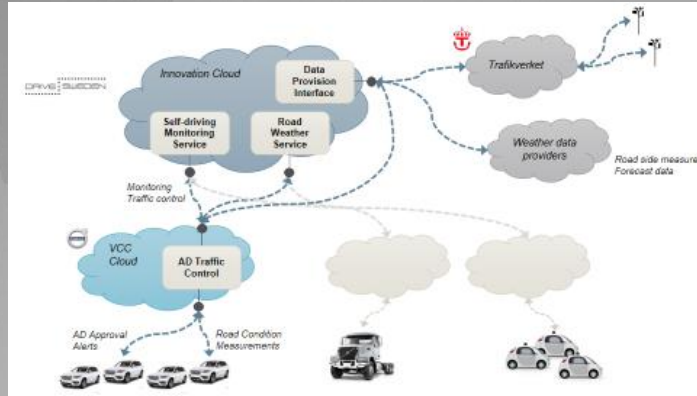 Innovation Cloud
Data
Provision
Interface
Trafikverket
DRIVE SWEDEN
Self-driving
Monitoring
Service
Road
Weather
Service
Weather data
providers
Road side measure
Forecast data
Monitoring
Traffic control
VCC
Cloud
AD Traffic
Control
AD Approval
Alerts
Road Condition
Measurements